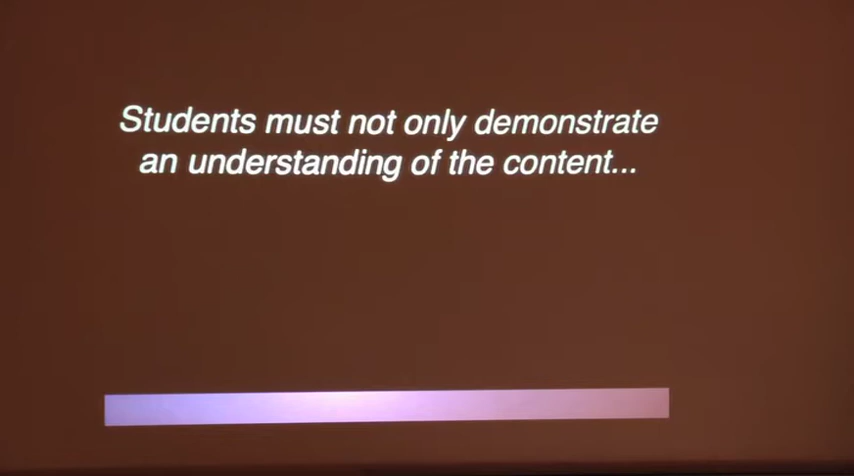 Students must not only demonstrate
an understanding of the content...